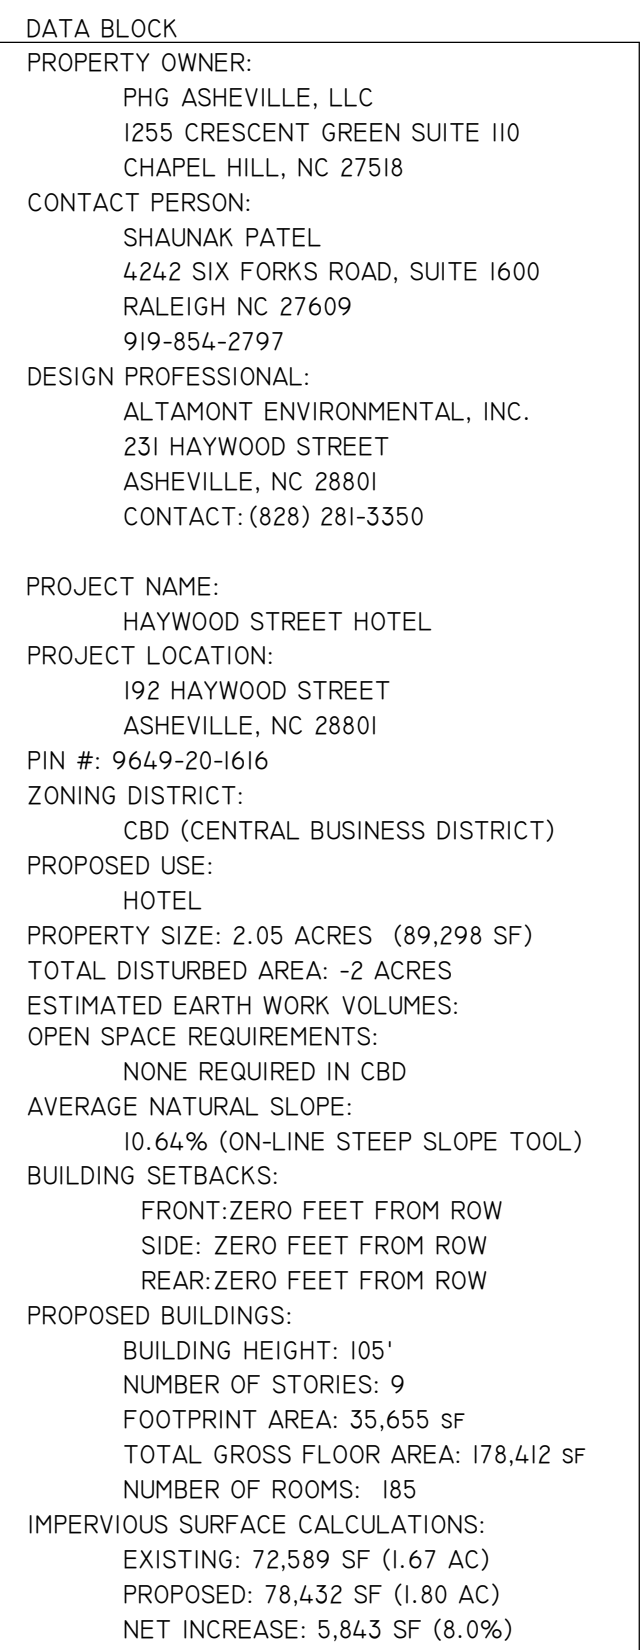 DATA BLOCK
PROPERTY OWNER:
PHG ASHEVILLE, LLC
1255 CRESCENT GREEN SUITE 110
CHAPEL HILL, NC 27518
CONTACT PERSON:
SHAUNAK PATEL
4242 SIX FORKS ROAD, SUITE 1600
RALEIGH NC 27609
919-854-2797
DESIGN PROFESSIONAL:
ALTAMONT ENVIRONMENTAL, INC.
231 HAYWOOD STREET
ASHEVILLE, NC 28801
CONTACT: (828) 281-3350
PROJECT NAME:
HAYWOOD STREET HOTEL
PROJECT LOCATION:
192 HAYWOOD STREET
ASHEVILLE, NC 28801
PIN #: 9649-20-1616
ZONING DISTRICT:
CBD (CENTRAL BUSINESS DISTRICT)
PROPOSED USE:
HOTEL
PROPERTY SIZE: 2.05 ACRES (89,298 SF)
TOTAL DISTURBED AREA: -2 ACRES
ESTIMATED EARTH WORK VOLUMES:
OPEN SPACE REQUIREMENTS:
NONE REQUIRED IN CBD
AVERAGE NATURAL SLOPE:
10.64% (ON-LINE STEEP SLOPE TOOL)
BUILDING SETBACKS:
FRONT:ZERO FEET FROM ROW
SIDE: ZERO FEET FROM ROW
REAR:ZERO FEET FROM ROW
PROPOSED BUILDINGS:
BUILDING HEIGHT: 105'
NUMBER OF STORIES: 9
FOOTPRINT AREA: 35,655 SF
TOTAL GROSS FLOOR AREA: 178,412 SF
NUMBER OF ROOMS: 185
IMPERVIOUS SURFACE CALCULATIONS:
EXISTING: 72,589 SF (1.67 AC)
PROPOSED: 78,432 SF (1.80 AC)
NET INCREASE: 5,843 SF (8.0%)